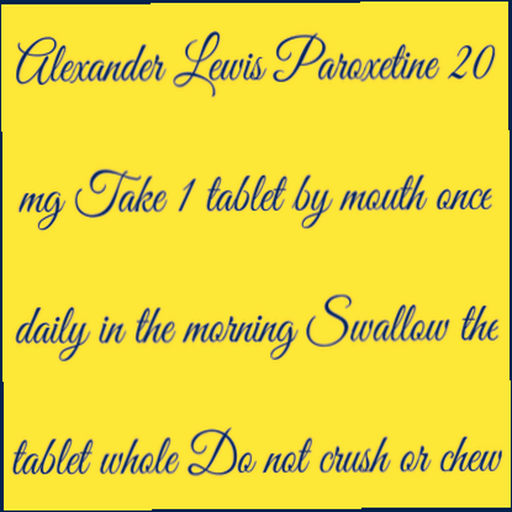 Alexander Lewis Paroxetine 20
mg Take 1 tablet by mouth once
daily in the morning Swallow the
tablet whole Do not crush or chew